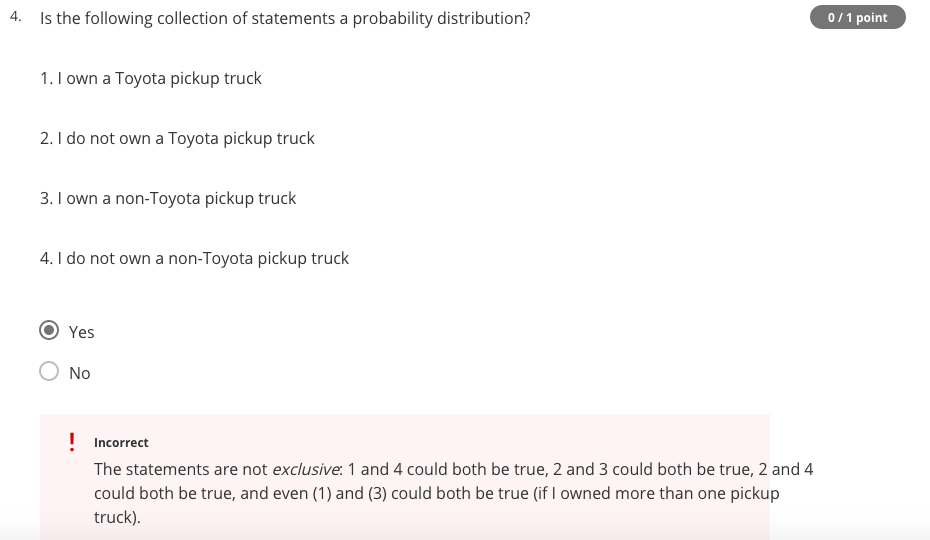 4. Is the following collection of statements a probability distribution?
0 / 1 point
1. I own a Toyota pickup truck
2. I do not own a Toyota pickup truck
3. I own a non-Toyota pickup truck
4. I do not own a non-Toyota pickup truck
Yes
No
! Incorrect
The statements are not exclusive: 1 and 4 could both be true, 2 and 3 could both be true, 2 and 4
could both be true, and even (1) and (3) could both be true (if I owned more than one pickup
truck).